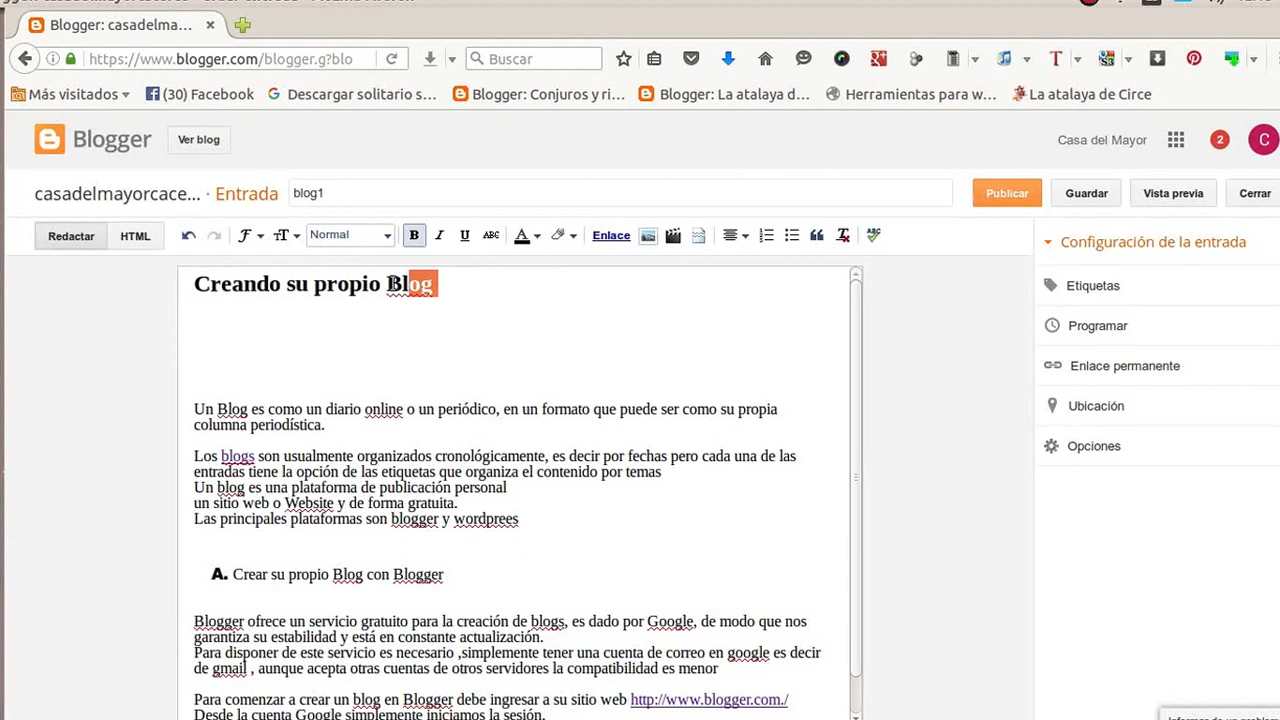 Blogger: casadelma...
https://www.blogger.com/blogger.g?blo
Buscar
Más visitados
(30) Facebook
Descargar solitario s...
Blogger: Conjuros y ri...
Blogger: La atalaya d...
Herramientas para w...
La atalaya de Circe
Blogger
Ver blog
Casa del Mayor
2
C
casadelmayorcace... · Entrada
blog1
Publicar
Guardar
Vista previa
Cerrar
Redactar
HTML
Normal
B
I
U
ABC
A
Enlace
Configuración de la entrada
Etiquetas
Programar
Enlace permanente
Ubicación
Opciones
Creando su propio Blog
Un Blog es como un diario online o un periódico, en un formato que puede ser como su propia
columna periodística.
Los blogs son usualmente organizados cronológicamente, es decir por fechas pero cada una de las
entradas tiene la opción de las etiquetas que organiza el contenido por temas
Un blog es una plataforma de publicación personal
un sitio web o Website y de forma gratuita.
Las principales plataformas son blogger y wordprees
A. Crear su propio Blog con Blogger
Blogger ofrece un servicio gratuito para la creación de blogs, es dado por Google, de modo que nos
garantiza su estabilidad y está en constante actualización.
Para disponer de este servicio es necesario ,simplemente tener una cuenta de correo en google es decir
de gmail , aunque acepta otras cuentas de otros servidores la compatibilidad es menor
Para comenzar a crear un blog en Blogger debe ingresar a su sitio web http://www.blogger.com./
Desde la cuenta Google simplemente iniciamos la sesión.